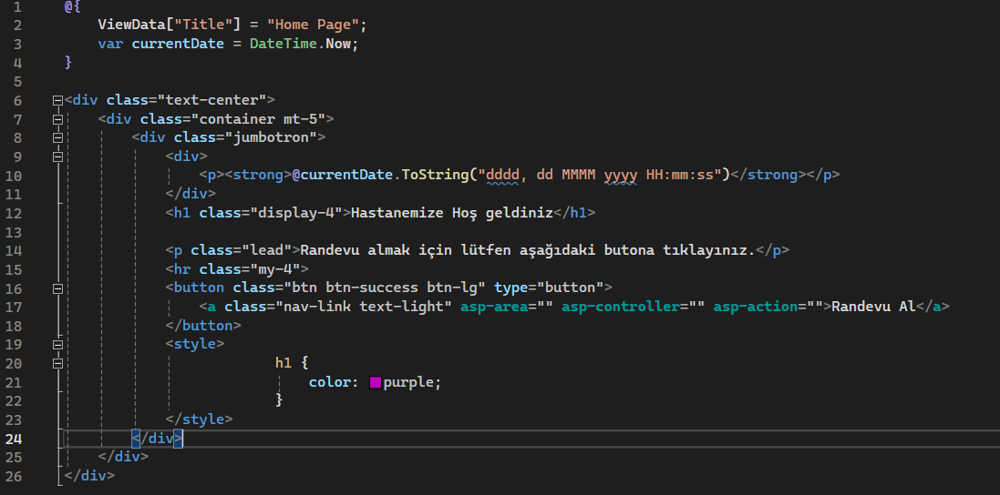 1 @{
2 ViewData["Title"] = "Home Page";
3 var currentDate = DateTime.Now;
4 }
5
6 <div class="text-center">
7 <div class="container mt-5">
8 <div class="jumbotron">
9 <div>
10 <p><strong>@currentDate.ToString("dddd, dd MMMM yyyy HH:mm:ss")</strong></p>
11 </div>
12 <h1 class="display-4">Hastanemize Hoş geldiniz</h1>
13
14 <p class="lead">Randevu almak için lütfen aşağıdaki butona tıklayınız.</p>
15 <hr class="my-4">
16 <button class="btn btn-success btn-lg" type="button">
17 <a class="nav-link text-light" asp-area="" asp-controller="" asp-action="">Randevu Al</a>
18 </button>
19 <style>
20 h1 {
21 color: purple;
22 }
23 </style>
24 </div>
25 </div>
26 </div>